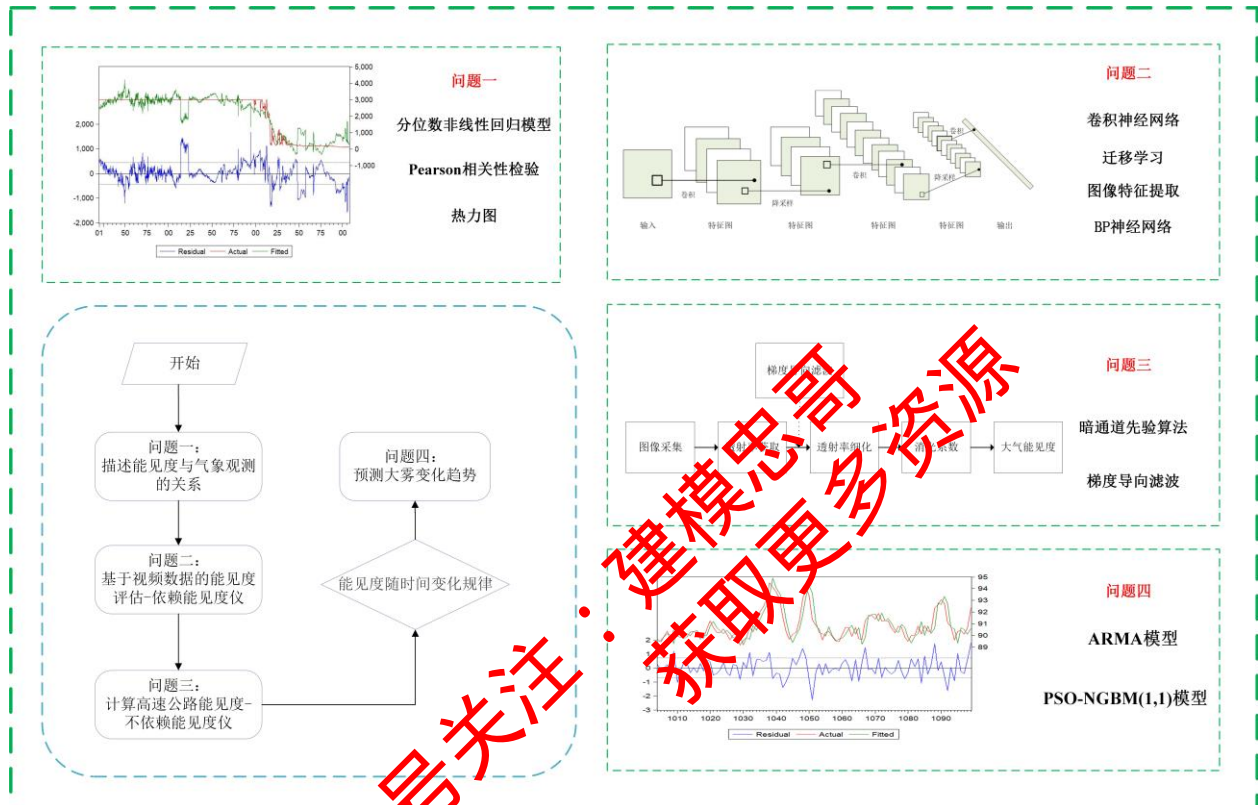 问题一
分位数非线性回归模型
Pearson相关性检验
热力图
5,000
4,000
3,000
2,000
1,000
0
-1,000
2,000
1,000
0
-1,000
-2,000
01 50 75 00 25 50 75 00 25 50 75 00
Residual Actual Fitted
问题二
卷积神经网络
迁移学习
图像特征提取
BP神经网络
卷积
降采样
卷积
降采样
卷积
输入 特征图 特征图 特征图 特征图 输出
开始
问题一：
描述能见度与气象观测
的关系
问题二：
基于视频数据的能见度
评估-依赖能见度仪
问题三：
计算高速公路能见度-
不依赖能见度仪
能见度随时间变化规律
问题四：
预测大雾变化趋势
问题三
暗通道先验算法
梯度导向滤波
梯度导向滤波
图像采集
透射率细化
消光系数
大气能见度
问题四
ARMA模型
PSO-NGBM(1,1)模型
95
94
93
92
91
90
89
2
1
0
-1
-2
-3
1010 1020 1030 1040 1050 1060 1070 1080 1090
Residual Actual Fitted
号关注：建模忠哥
获取更多资源